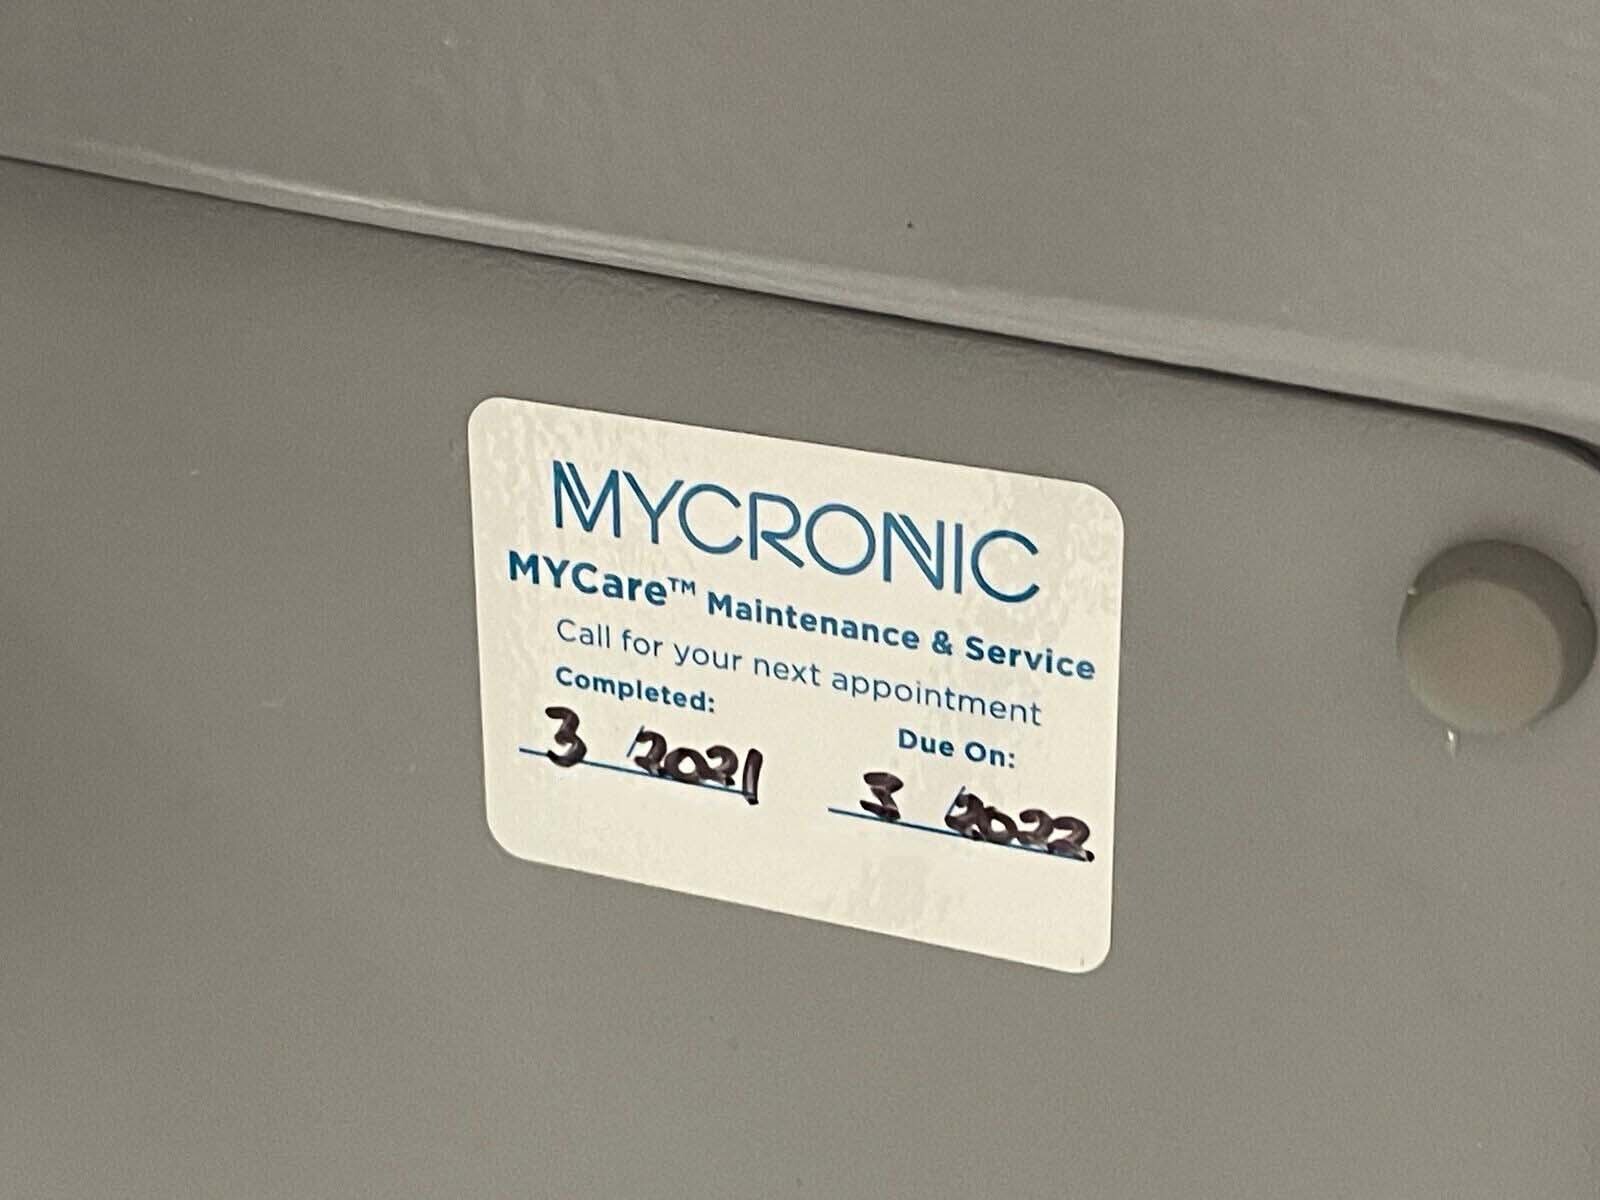 MYCRONIC
MYCare™ Maintenance & Service
Call for your next appointment
Completed: Due On:
3 / 2021 3 / 2022